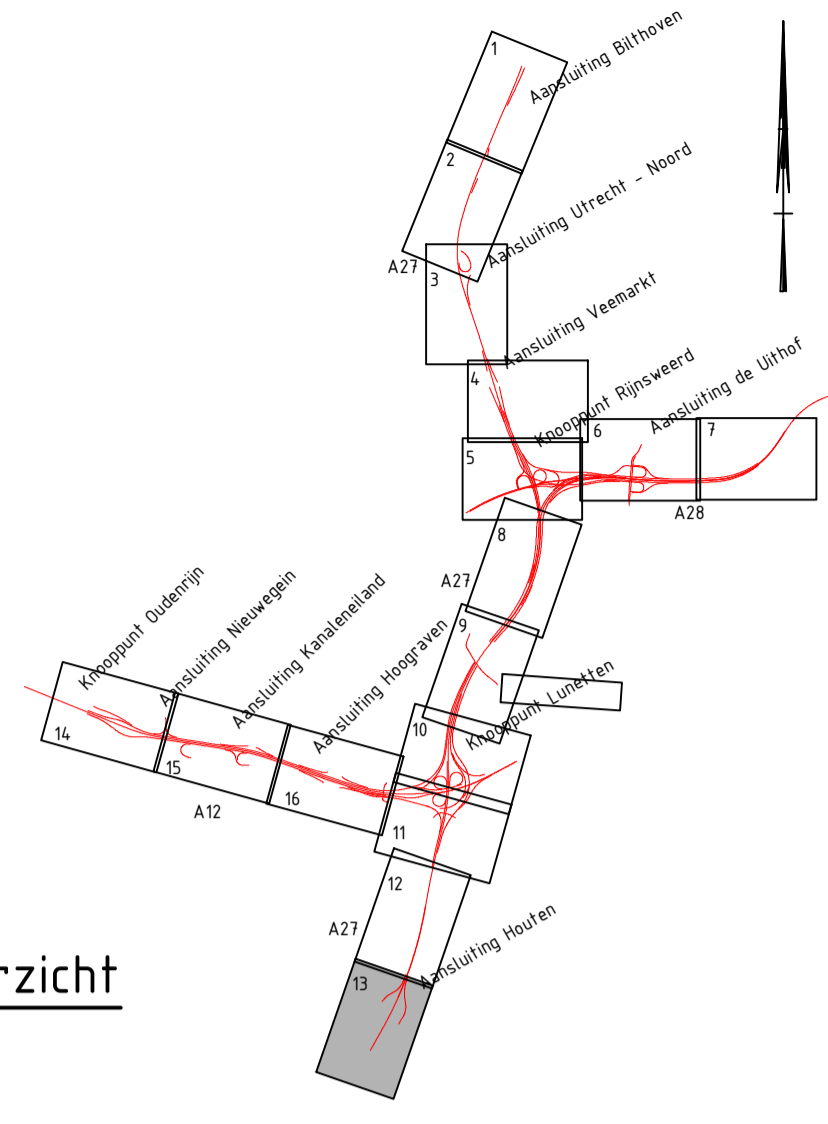 1
Aansluiting Bilthoven
2
Aansluiting Utrecht - Noord
A27
3
Aansluiting Veemarkt
4
Knooppunt Rijnsweerd
Aansluiting de Uithof
5
6
7
A28
8
A27
9
Knooppunt Oudenrijn
Aansluiting Nieuwegein
Aansluiting Kanaleneiland
Aansluiting Hoograven
Knooppunt Lunetten
10
14
15
16
A12
11
12
A27
Aansluiting Houten
13
rzicht